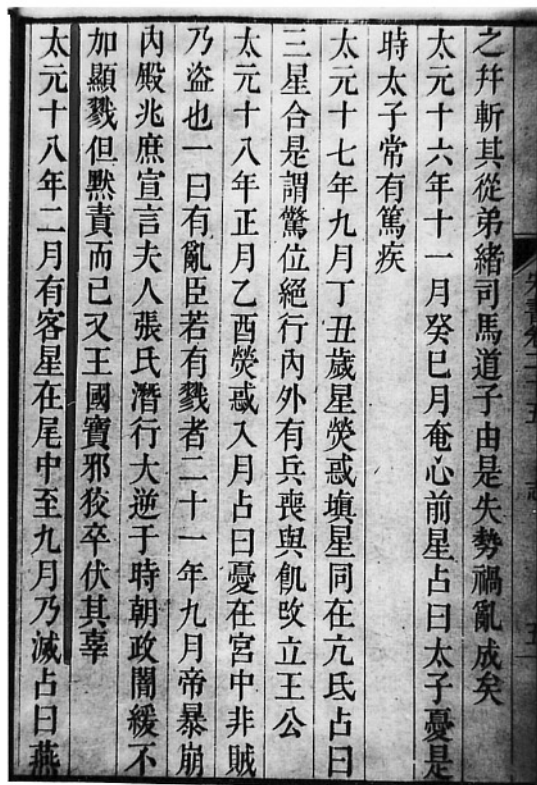 之幷斬其從弟緒司馬道子由是失勢禍亂成矣
太元十六年十一月癸巳月奄心前星占曰太子憂是
時太子常有篤疾
太元十七年九月丁丑歲星熒惑塡星同在亢氐占曰
三星合是謂驚位絕行內外有兵喪與飢改立王公
太元十八年正月乙酉熒惑入月占曰憂在宮中非賊
乃盜也一曰有亂臣若有戮者二十一年九月帝暴崩
內殿兆庶宣言夫人張氏潛行大逆于時朝政闇緩不
加顯戮但默責而已又王國寶邪狡卒伏其辜
太元十八年二月有客星在尾中至九月乃滅占曰燕